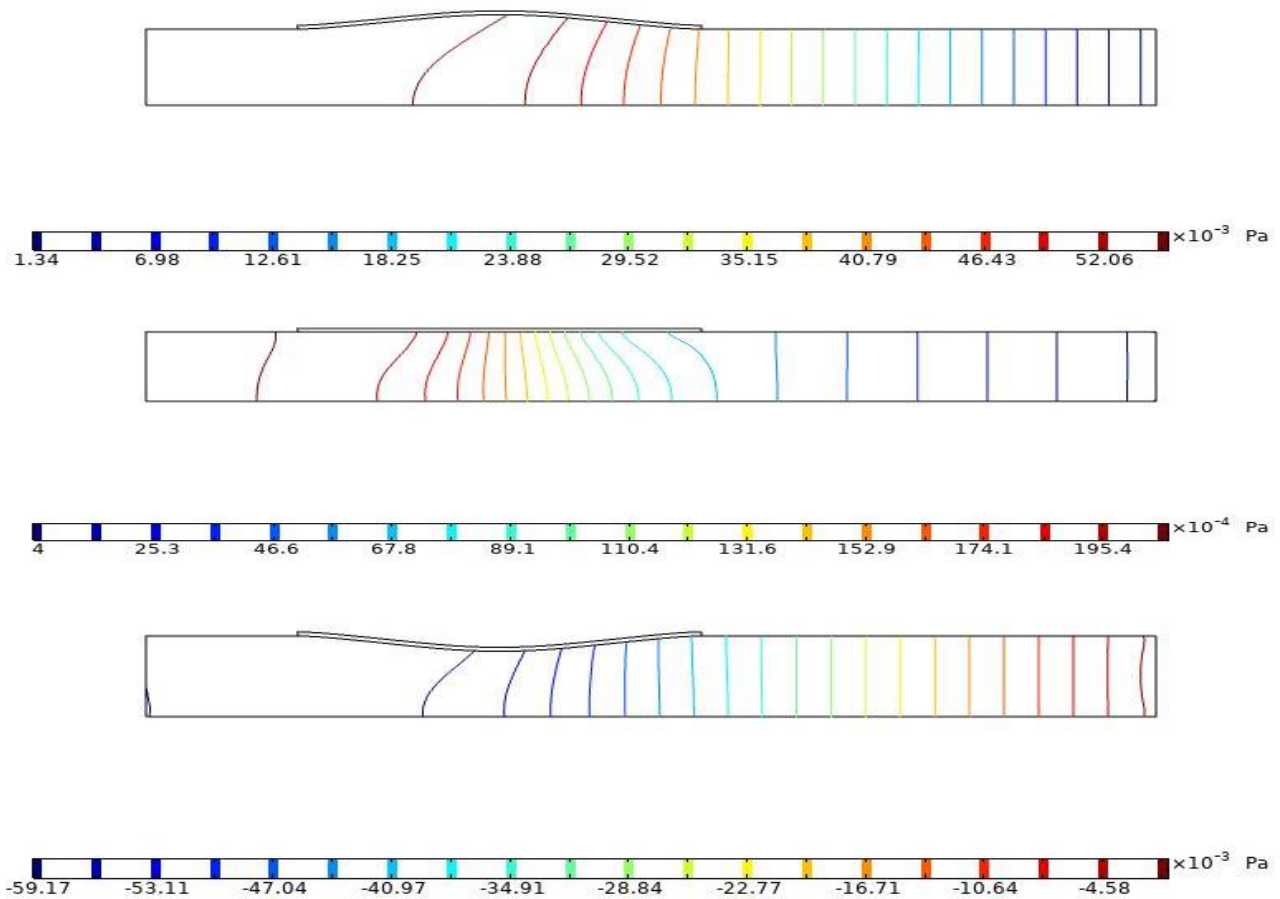 ×10⁻³ Pa
1.34 6.98 12.61 18.25 23.88 29.52 35.15 40.79 46.43 52.06
×10⁻⁴ Pa
4 25.3 46.6 67.8 89.1 110.4 131.6 152.9 174.1 195.4
×10⁻³ Pa
-59.17 -53.11 -47.04 -40.97 -34.91 -28.84 -22.77 -16.71 -10.64 -4.58